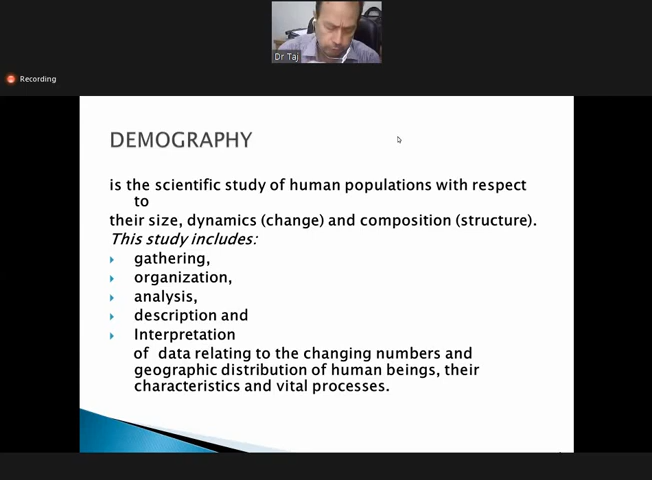 Dr Taj
Recording
DEMOGRAPHY
is the scientific study of human populations with respect
to
their size, dynamics (change) and composition (structure).
This study includes:
gathering,
organization,
analysis,
description and
Interpretation
of data relating to the changing numbers and
geographic distribution of human beings, their
characteristics and vital processes.